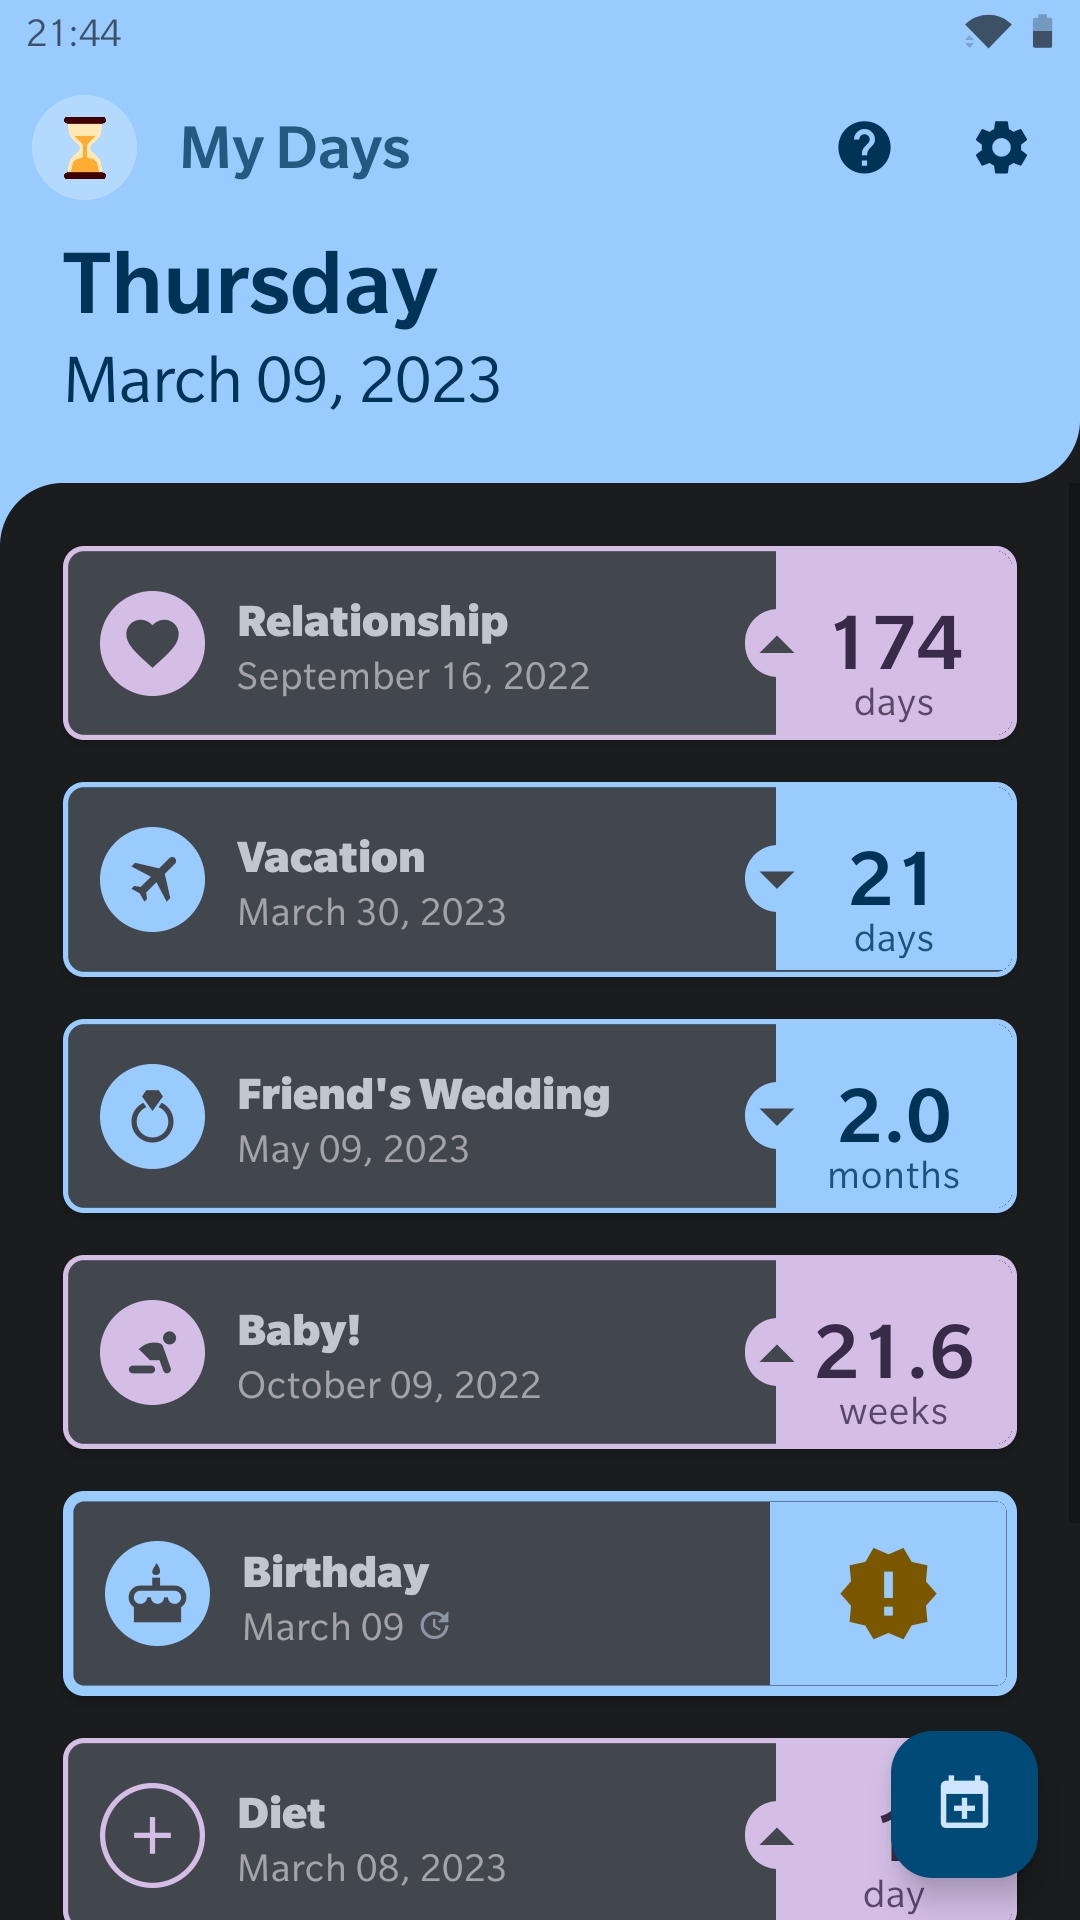 21:44
My Days
Thursday
March 09, 2023
Relationship
September 16, 2022
174
days
Vacation
March 30, 2023
21
days
Friend's Wedding
May 09, 2023
2.0
months
Baby!
October 09, 2022
21.6
weeks
Birthday
March 09
Diet
March 08, 2023
day